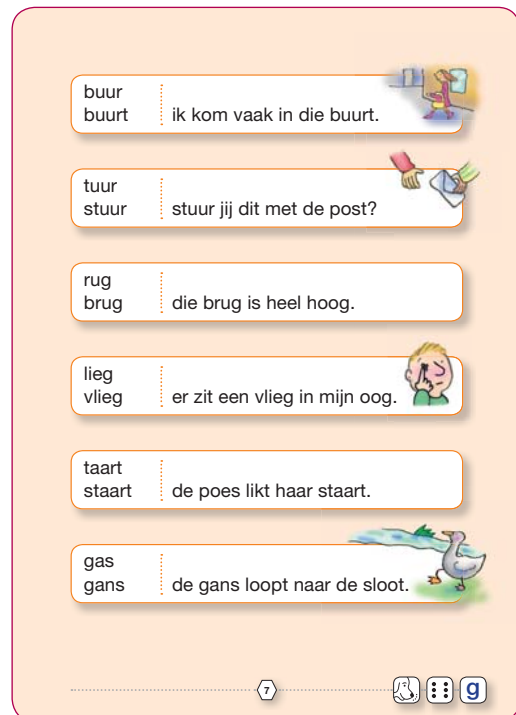 buur
buurt ik kom vaak in die buurt.
tuur
stuur stuur jij dit met de post?
rug
brug die brug is heel hoog.
lieg
vlieg er zit een vlieg in mijn oog.
taart
staart de poes likt haar staart.
gas
gans de gans loopt naar de sloot.
7
g